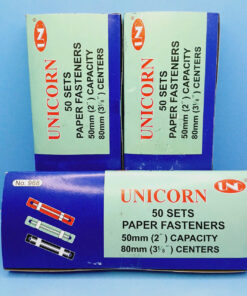 UNICORN
50 SETS
PAPER FASTENERS
50mm (2") CAPACITY
80mm (3⅛") CENTERS
UNICORN
50 SETS
PAPER FASTENERS
50mm (2") CAPACITY
80mm (3⅛") CENTERS
No: 968
UNICORN
50 SETS
PAPER FASTENERS
50mm (2") CAPACITY
80mm (3⅛") CENTERS